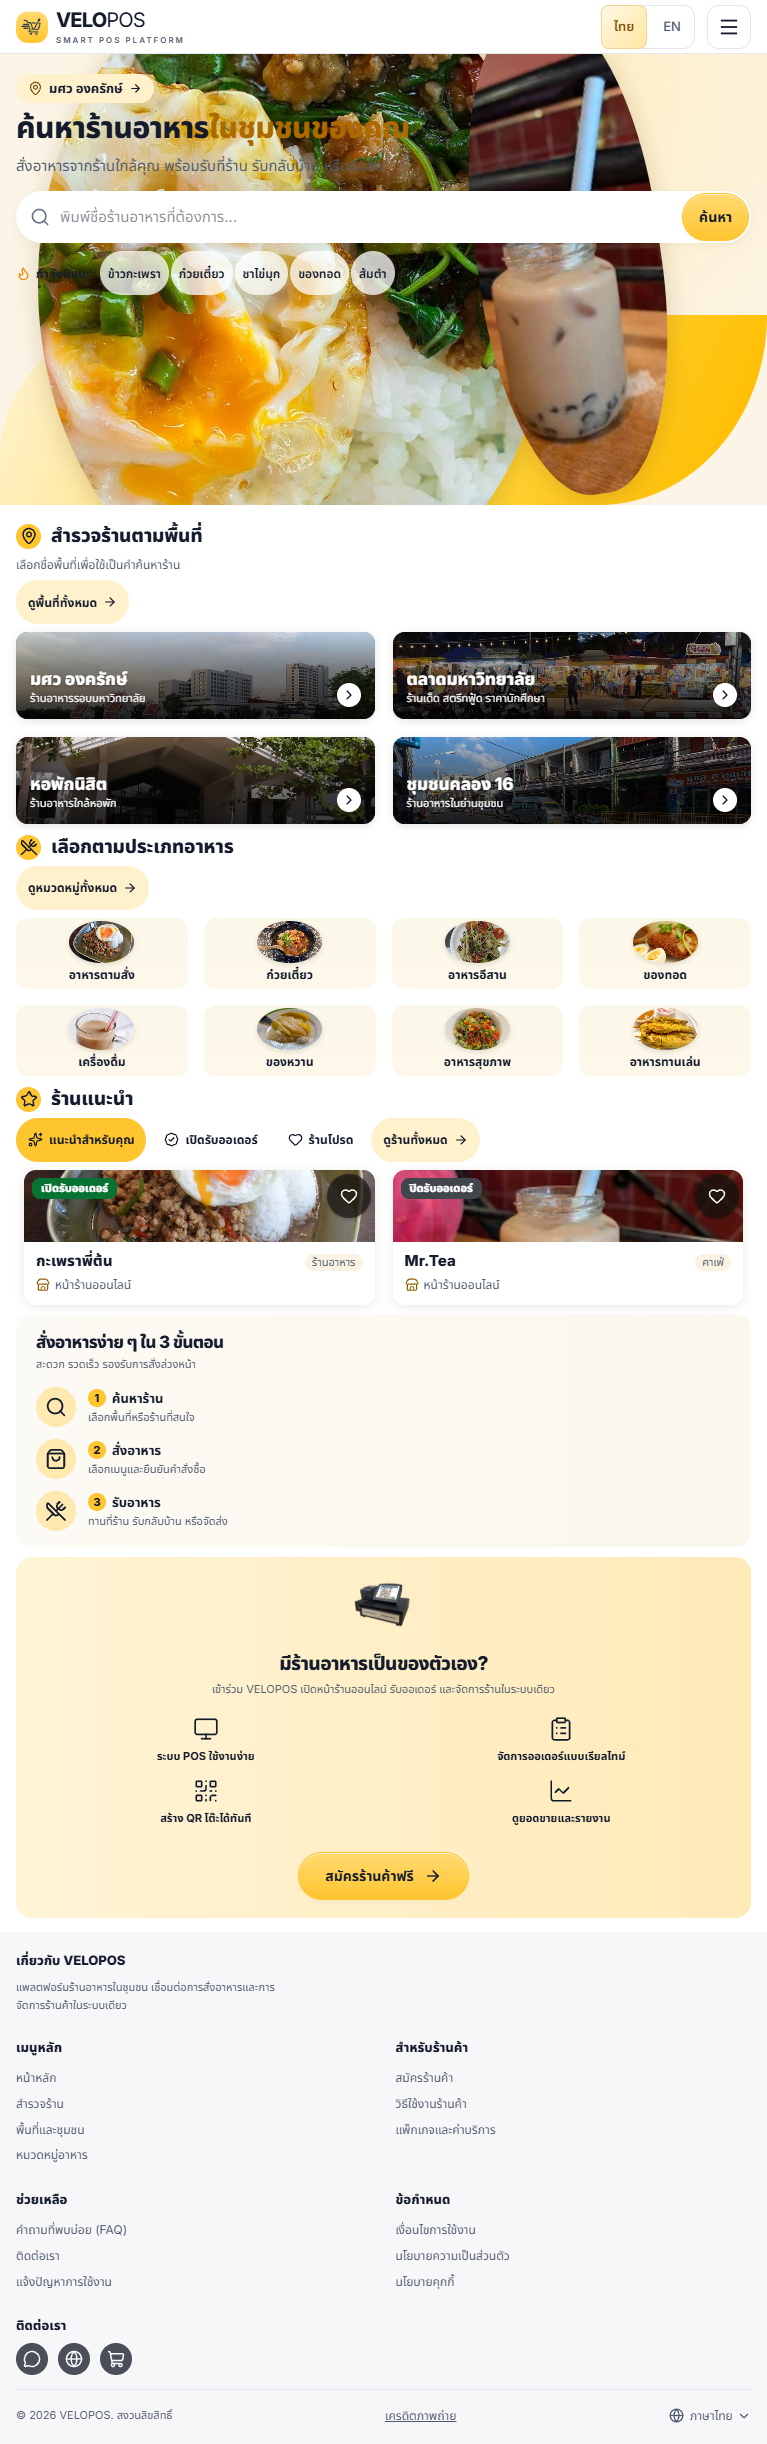 VELOPOS
SMART POS PLATFORM
ไทย
EN
มศว องครักษ์
ค้นหาร้านอาหารในชุมชนของคุณ
สั่งอาหารจากร้านใกล้คุณ พร้อมรับที่ร้าน รับกลับบ้าน
พิมพ์ชื่อร้านอาหารที่ต้องการ...
ค้นหา
ข้าวกะเพรา
ก๋วยเตี๋ยว
ชาไข่มุก
ของทอด
ส้มตำ
สำรวจร้านตามพื้นที่
เลือกชื่อพื้นที่เพื่อใช้เป็นคำค้นหาร้าน
ดูพื้นที่ทั้งหมด
มศว องครักษ์
ร้านอาหารรอบมหาวิทยาลัย
ตลาดมหาวิทยาลัย
ร้านเด็ด สตรีทฟู้ด ราคานักศึกษา
หอพักนิสิต
ร้านอาหารใกล้หอพัก
ชุมชนคลอง 16
ร้านอาหารในย่านชุมชน
เลือกตามประเภทอาหาร
ดูหมวดหมู่ทั้งหมด
อาหารตามสั่ง
ก๋วยเตี๋ยว
อาหารอีสาน
ของทอด
เครื่องดื่ม
ของหวาน
อาหารสุขภาพ
อาหารทานเล่น
ร้านแนะนำ
แนะนำสำหรับคุณ
เปิดรับออเดอร์
ร้านโปรด
ดูร้านทั้งหมด
เปิดรับออเดอร์
ปิดรับออเดอร์
กะเพราพี่ต้น
ร้านอาหาร
หน้าร้านออนไลน์
Mr.Tea
คาเฟ่
หน้าร้านออนไลน์
สั่งอาหารง่าย ๆ ใน 3 ขั้นตอน
สะดวก รวดเร็ว รองรับการสั่งล่วงหน้า
1 ค้นหาร้าน
เลือกพื้นที่หรือร้านที่สนใจ
2 สั่งอาหาร
เลือกเมนูและยืนยันคำสั่งซื้อ
3 รับอาหาร
ทานที่ร้าน รับกลับบ้าน หรือจัดส่ง
มีร้านอาหารเป็นของตัวเอง?
เข้าร่วม VELOPOS เปิดหน้าร้านออนไลน์ รับออเดอร์ และจัดการร้านในระบบเดียว
ระบบ POS ใช้งานง่าย
จัดการออเดอร์แบบเรียลไทม์
สร้าง QR โต๊ะได้ทันที
ดูยอดขายและรายงาน
สมัครร้านค้าฟรี
เกี่ยวกับ VELOPOS
แพลตฟอร์มร้านอาหารในชุมชน เชื่อมต่อการสั่งอาหารและการ
จัดการร้านค้าในระบบเดียว
เมนูหลัก
หน้าหลัก
สำรวจร้าน
พื้นที่และชุมชน
หมวดหมู่อาหาร
สำหรับร้านค้า
สมัครร้านค้า
วิธีใช้งานร้านค้า
แพ็กเกจและค่าบริการ
ช่วยเหลือ
คำถามที่พบบ่อย (FAQ)
ติดต่อเรา
แจ้งปัญหาการใช้งาน
ข้อกำหนด
เงื่อนไขการใช้งาน
นโยบายความเป็นส่วนตัว
นโยบายคุกกี้
ติดต่อเรา
© 2026 VELOPOS. สงวนลิขสิทธิ์
เครดิตภาพถ่าย
ภาษาไทย